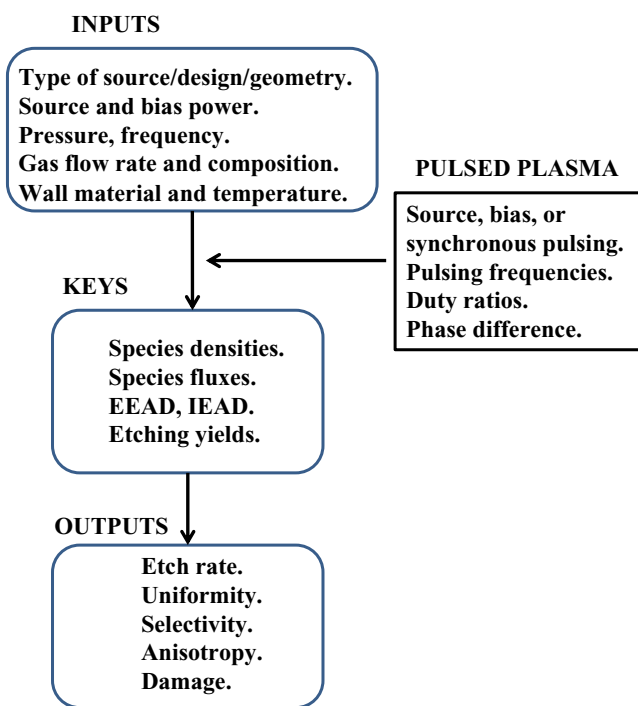 INPUTS
Type of source/design/geometry.
Source and bias power.
Pressure, frequency.
Gas flow rate and composition.
Wall material and temperature.
PULSED PLASMA
Source, bias, or
synchronous pulsing.
Pulsing frequencies.
Duty ratios.
Phase difference.
KEYS
Species densities.
Species fluxes.
EEAD, IEAD.
Etching yields.
OUTPUTS
Etch rate.
Uniformity.
Selectivity.
Anisotropy.
Damage.